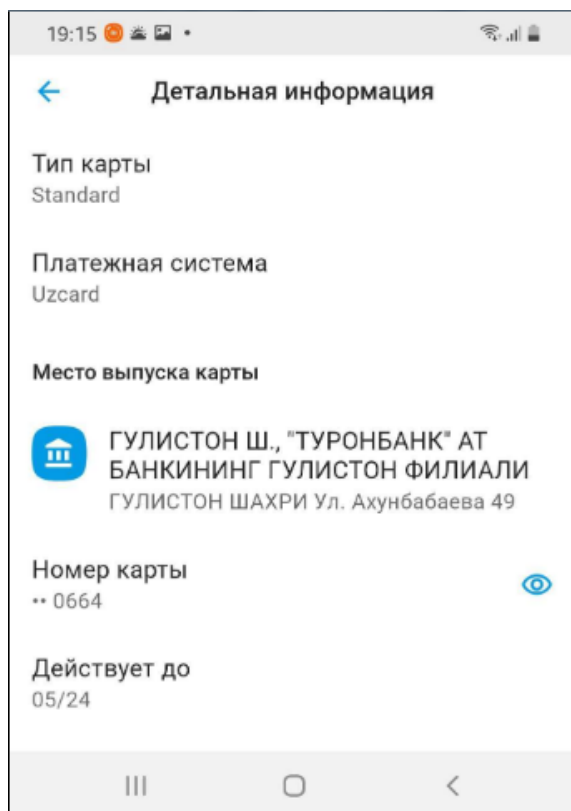 19:15
Детальная информация
Тип карты
Standard
Платежная система
Uzcard
Место выпуска карты
ГУЛИСТОН Ш., "ТУРОНБАНК" АТ
БАНКИНИНГ ГУЛИСТОН ФИЛИАЛИ
ГУЛИСТОН ШАХРИ Ул. Ахунбабаева 49
Номер карты
•• 0664
Действует до
05/24